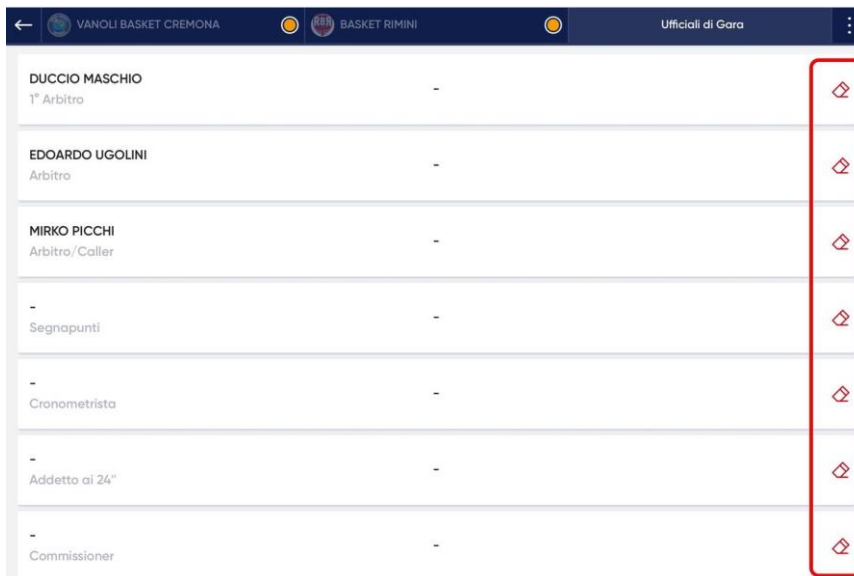 VANOLI BASKET CREMONA
RBR
BASKET RIMINI
Ufficiali di Gara
DUCCIO MASCHIO
-
1° Arbitro
EDOARDO UGOLINI
-
Arbitro
MIRKO PICCHI
-
Arbitro/Caller
-
-
Segnapunti
-
-
Cronometrista
-
-
Addetto ai 24"
-
-
Commissioner